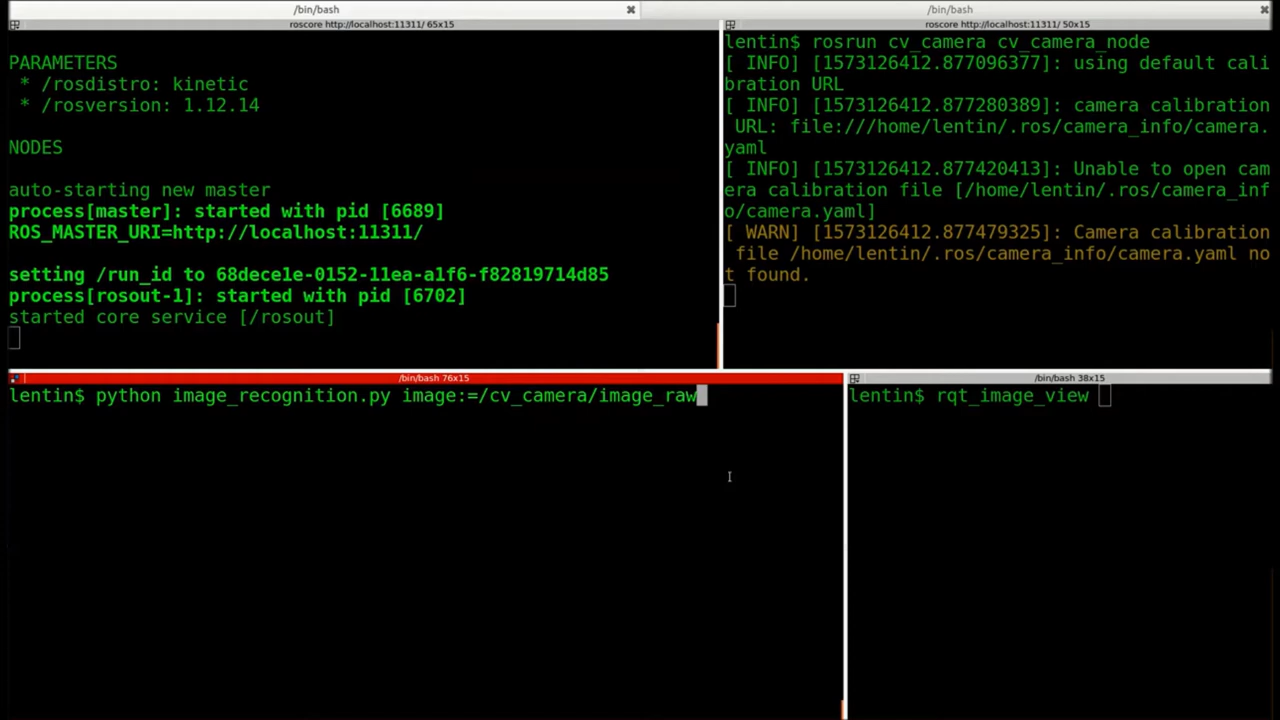 /bin/bash
/bin/bash
roscore http://localhost:11311/ 65x15
PARAMETERS
* /rosdistro: kinetic
* /rosversion: 1.12.14
NODES
auto-starting new master
process[master]: started with pid [6689]
ROS_MASTER_URI=http://localhost:11311/
setting /run_id to 68dece1e-0152-11ea-a1f6-f82819714d85
process[rosout-1]: started with pid [6702]
started core service [/rosout]
roscore http://localhost:11311/ 50x15
lentin$ rosrun cv_camera cv_camera_node
[ INFO] [1573126412.877096377]: using default cali
bration URL
[ INFO] [1573126412.877280389]: camera calibration
URL: file:///home/lentin/.ros/camera_info/camera.
yaml
[ INFO] [1573126412.877420413]: Unable to open cam
era calibration file [/home/lentin/.ros/camera_inf
o/camera.yaml]
[ WARN] [1573126412.877479325]: Camera calibration
file /home/lentin/.ros/camera_info/camera.yaml no
t found.
/bin/bash 76x15
lentin$ python image_recognition.py image:=/cv_camera/image_raw
/bin/bash 38x15
lentin$ rqt_image_view